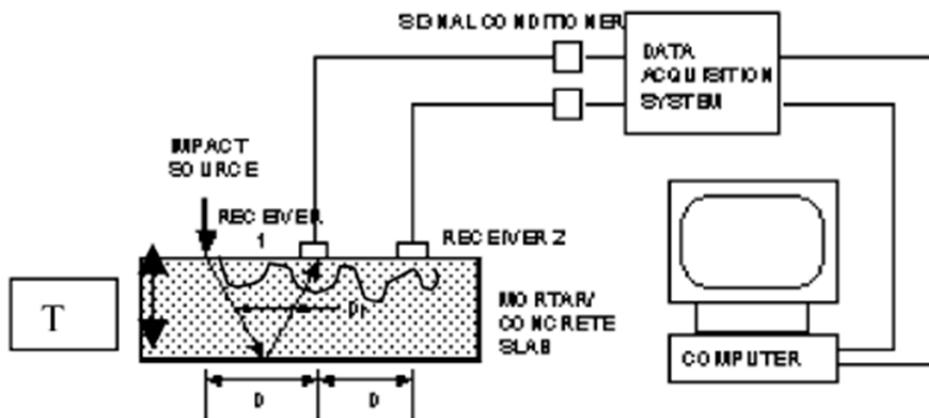 SIGNAL CONDITIONER
DATA
ACQUISITION
SYSTEM
IMPACT
SOURCE
RECEIVER
1
RECEIVER 2
T
MORTAR/
CONCRETE
SLAB
COMPUTER
D
D